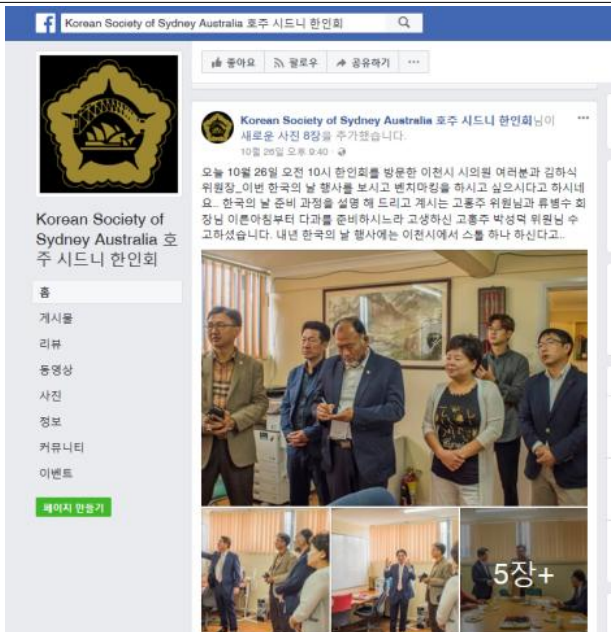 Korean Society of Sydney Australia 호주 시드니 한인회
좋아요 팔로우 공유하기 ...
Korean Society of Sydney Australia 호주 시드니 한인회님이
새로운 사진 8장을 추가했습니다.
10월 26일 오후 9:40
오늘 10월 26일 오전 10시 한인회를 방문한 이천시 시의원 여러분과 김하식
위원장_이번 한국의 날 행사를 보시고 벤치마킹을 하시고 싶으시다고 하시네
요.. 한국의 날 준비 과정을 설명 해 드리고 계시는 고홍주 위원님과 류병수 회
장님 이른아침부터 다과를 준비하시느라 고생하신 고홍주 박성덕 위원님 수
고하셨습니다. 내년 한국의 날 행사에는 이천시에서 스톨 하나 하신다고..
Korean Society of
Sydney Australia 호
주 시드니 한인회
홈
게시물
리뷰
동영상
사진
정보
커뮤니티
이벤트
페이지 만들기
5장+